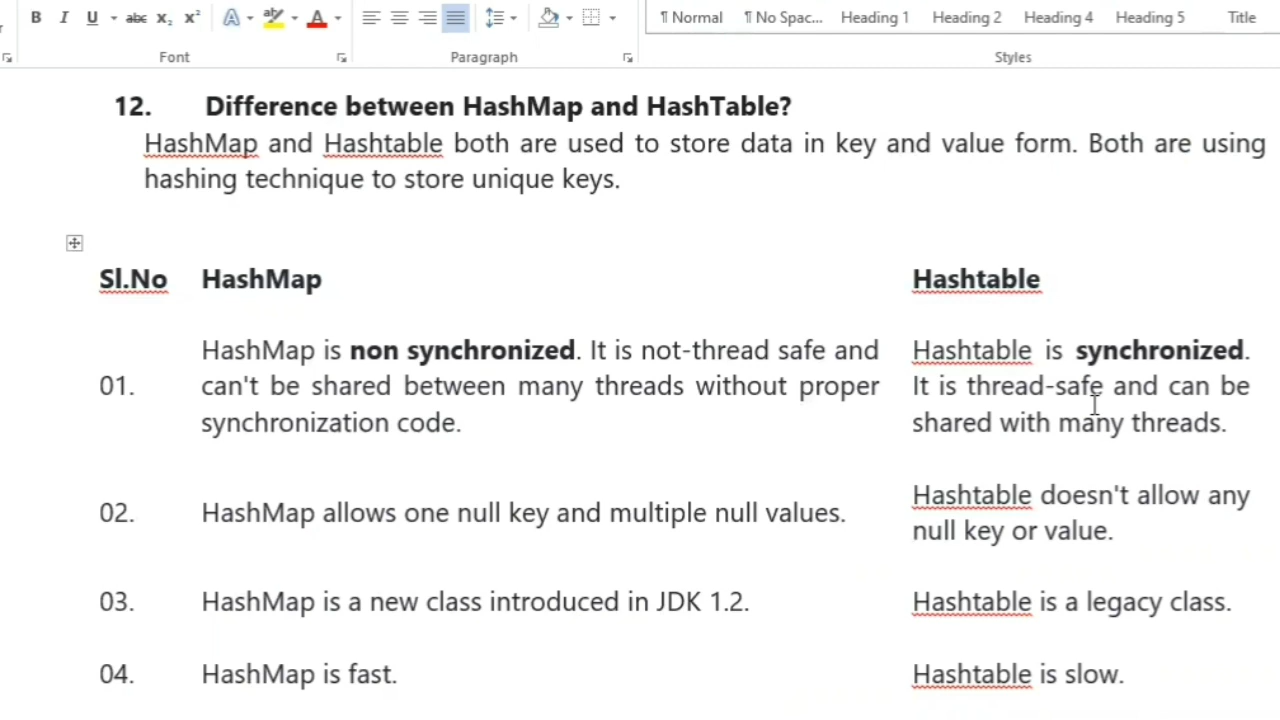 B I U abc X₂ X² A aby A
¶ Normal ¶ No Spac... Heading 1 Heading 2 Heading 4 Heading 5 Title
Font Paragraph Styles
12. Difference between HashMap and HashTable?
HashMap and Hashtable both are used to store data in key and value form. Both are using
hashing technique to store unique keys.
Sl.No HashMap Hashtable
HashMap is non synchronized. It is not-thread safe and
01. can't be shared between many threads without proper
synchronization code.
Hashtable is synchronized.
It is thread-safe and can be
shared with many threads.
02. HashMap allows one null key and multiple null values.
Hashtable doesn't allow any
null key or value.
03. HashMap is a new class introduced in JDK 1.2. Hashtable is a legacy class.
04. HashMap is fast. Hashtable is slow.